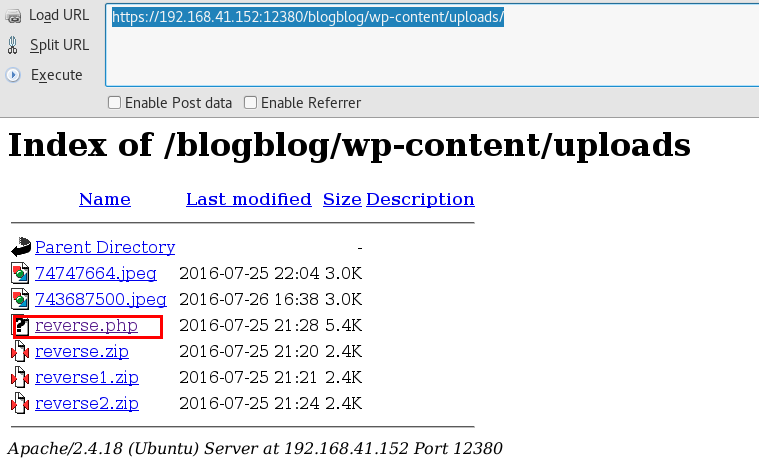 Load URL
https://192.168.41.152:12380/blogblog/wp-content/uploads/
Split URL
Execute
Enable Post data Enable Referrer
Index of /blogblog/wp-content/uploads
Name Last modified Size Description
Parent Directory -
74747664.jpeg 2016-07-25 22:04 3.0K
743687500.jpeg 2016-07-26 16:38 3.0K
? reverse.php 2016-07-25 21:28 5.4K
reverse.zip 2016-07-25 21:20 2.4K
reverse1.zip 2016-07-25 21:21 2.4K
reverse2.zip 2016-07-25 21:24 2.4K
Apache/2.4.18 (Ubuntu) Server at 192.168.41.152 Port 12380